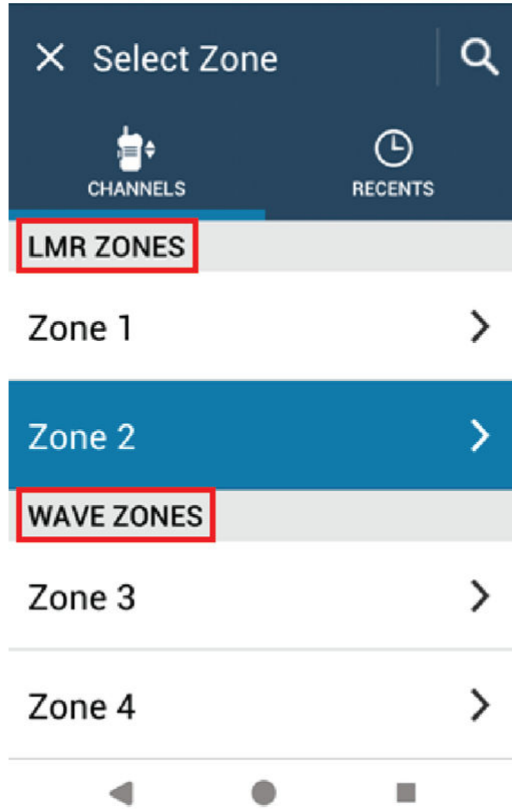 Select Zone
CHANNELS RECENTS
LMR ZONES
Zone 1
Zone 2
WAVE ZONES
Zone 3
Zone 4